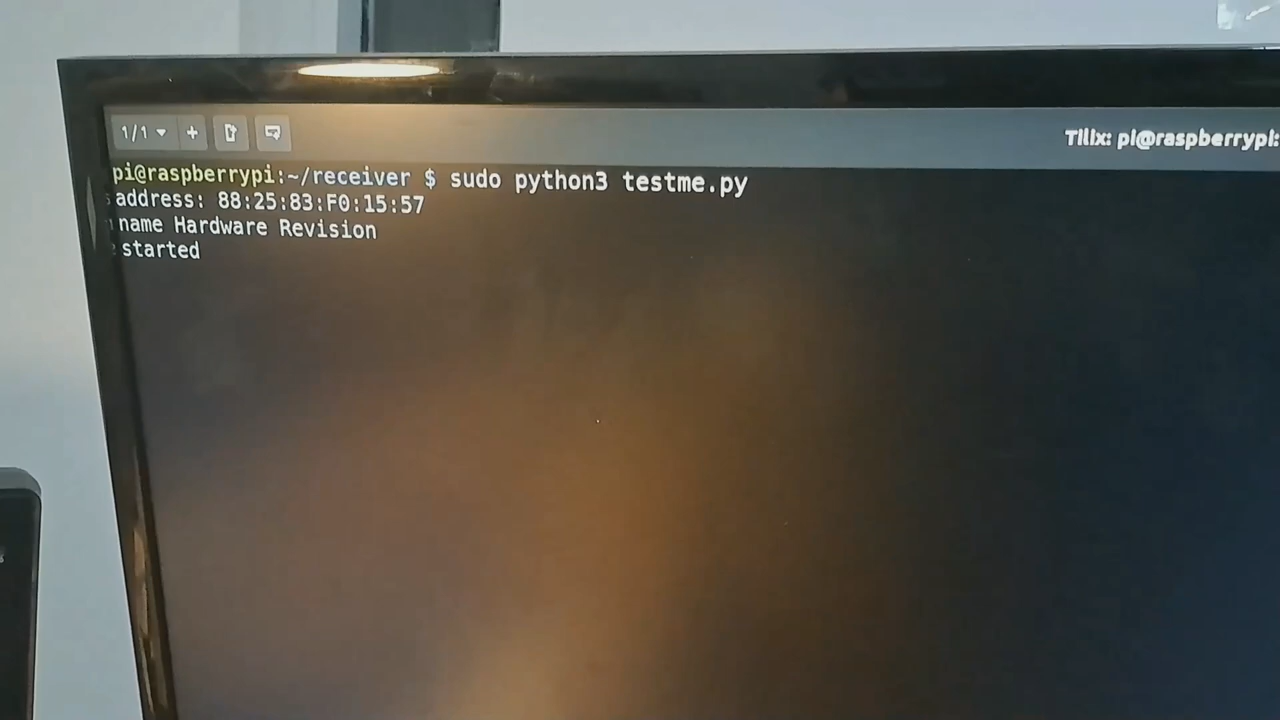 1/1
Tilix: pi@raspberrypi:
pi@raspberrypi:~/receiver $ sudo python3 testme.py
address: 88:25:83:F0:15:57
name Hardware Revision
started